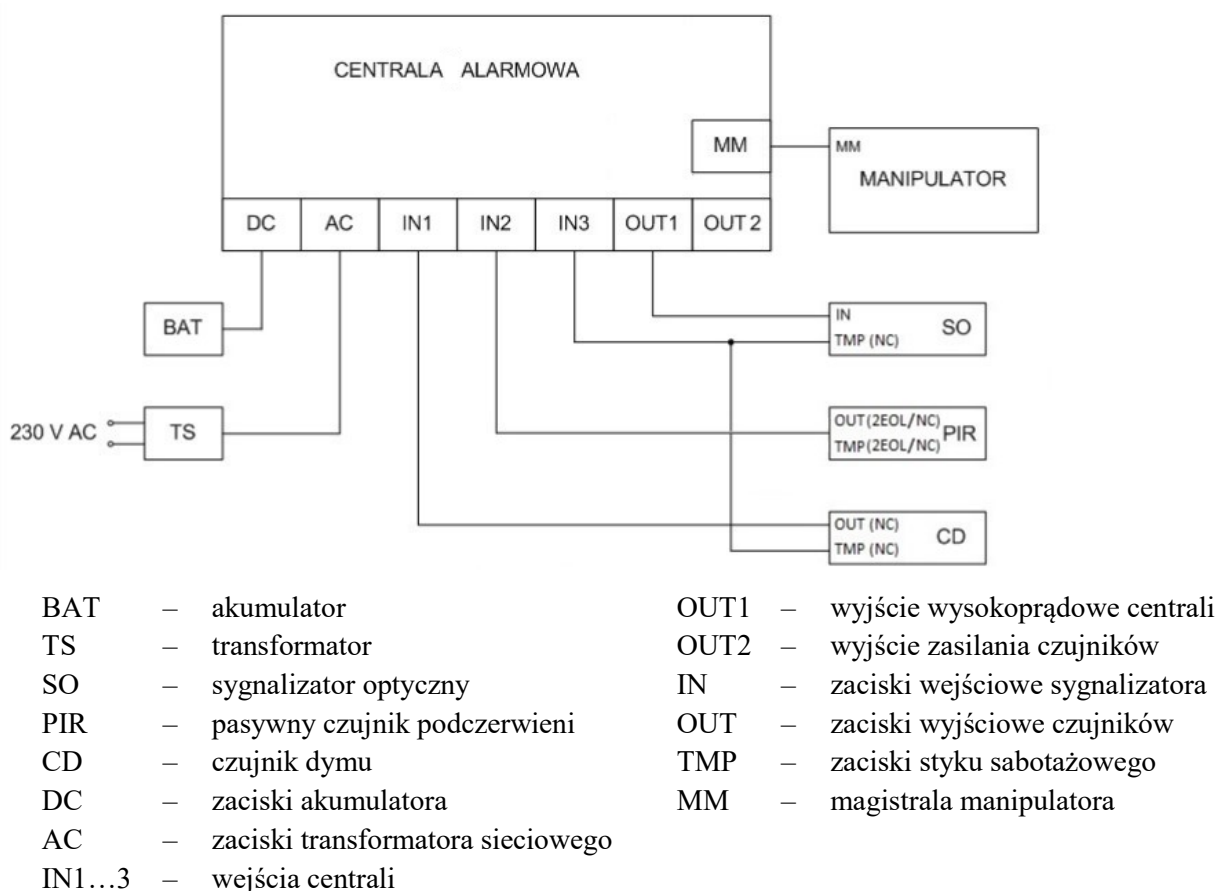 CENTRALA ALARMOWA
MM
MM
MANIPULATOR
DC AC IN1 IN2 IN3 OUT1 OUT 2
BAT
IN
SO
TMP (NC)
230 V AC
TS
OUT(2EOL/NC)
PIR
TMP(2EOL/NC)
OUT (NC)
CD
TMP (NC)
BAT – akumulator
TS – transformator
SO – sygnalizator optyczny
PIR – pasywny czujnik podczerwieni
CD – czujnik dymu
DC – zaciski akumulatora
AC – zaciski transformatora sieciowego
IN1…3 – wejścia centrali
OUT1 – wyjście wysokoprądowe centrali
OUT2 – wyjście zasilania czujników
IN – zaciski wejściowe sygnalizatora
OUT – zaciski wyjściowe czujników
TMP – zaciski styku sabotażowego
MM – magistrala manipulatora